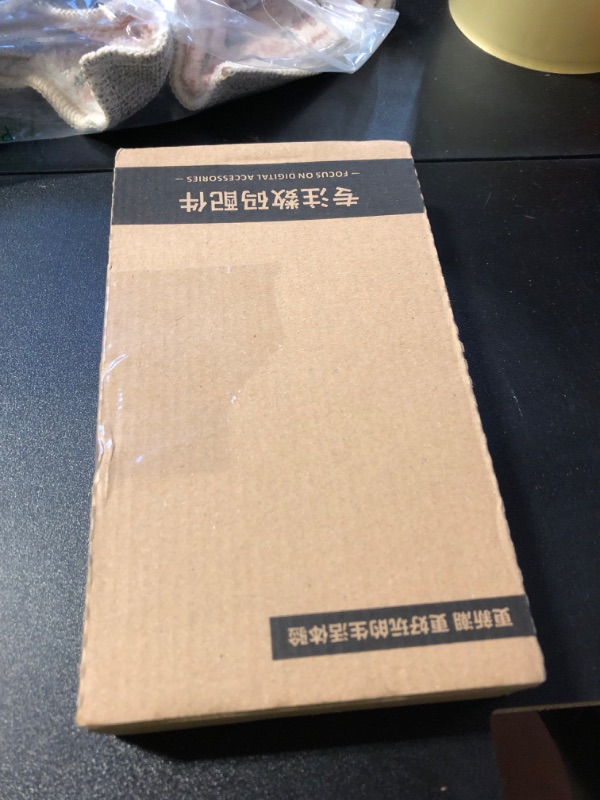 更新潮 更好玩的生活体验
专注数码配件
— FOCUS ON DIGITAL ACCESSORIES —